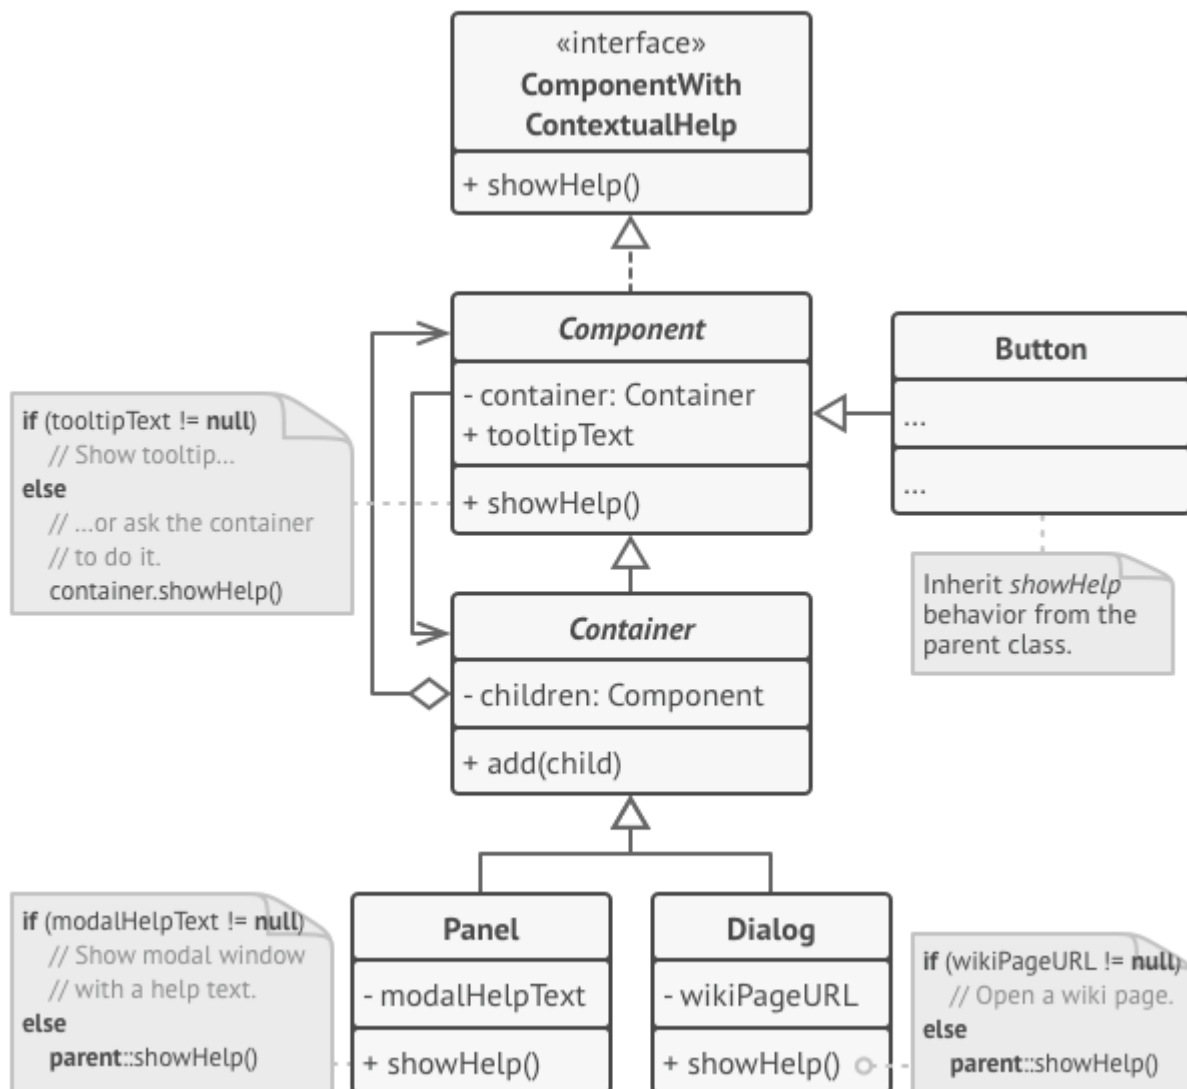 «interface»
ComponentWith
ContextualHelp
+ showHelp()
Component
- container: Container
+ tooltipText
+ showHelp()
Button
...
...
if (tooltipText != null)
// Show tooltip...
else
// ...or ask the container
// to do it.
container.showHelp()
Inherit showHelp
behavior from the
parent class.
Container
- children: Component
+ add(child)
if (modalHelpText != null)
// Show modal window
// with a help text.
else
parent::showHelp()
Panel
- modalHelpText
+ showHelp()
Dialog
- wikiPageURL
+ showHelp()
if (wikiPageURL != null)
// Open a wiki page.
else
parent::showHelp()